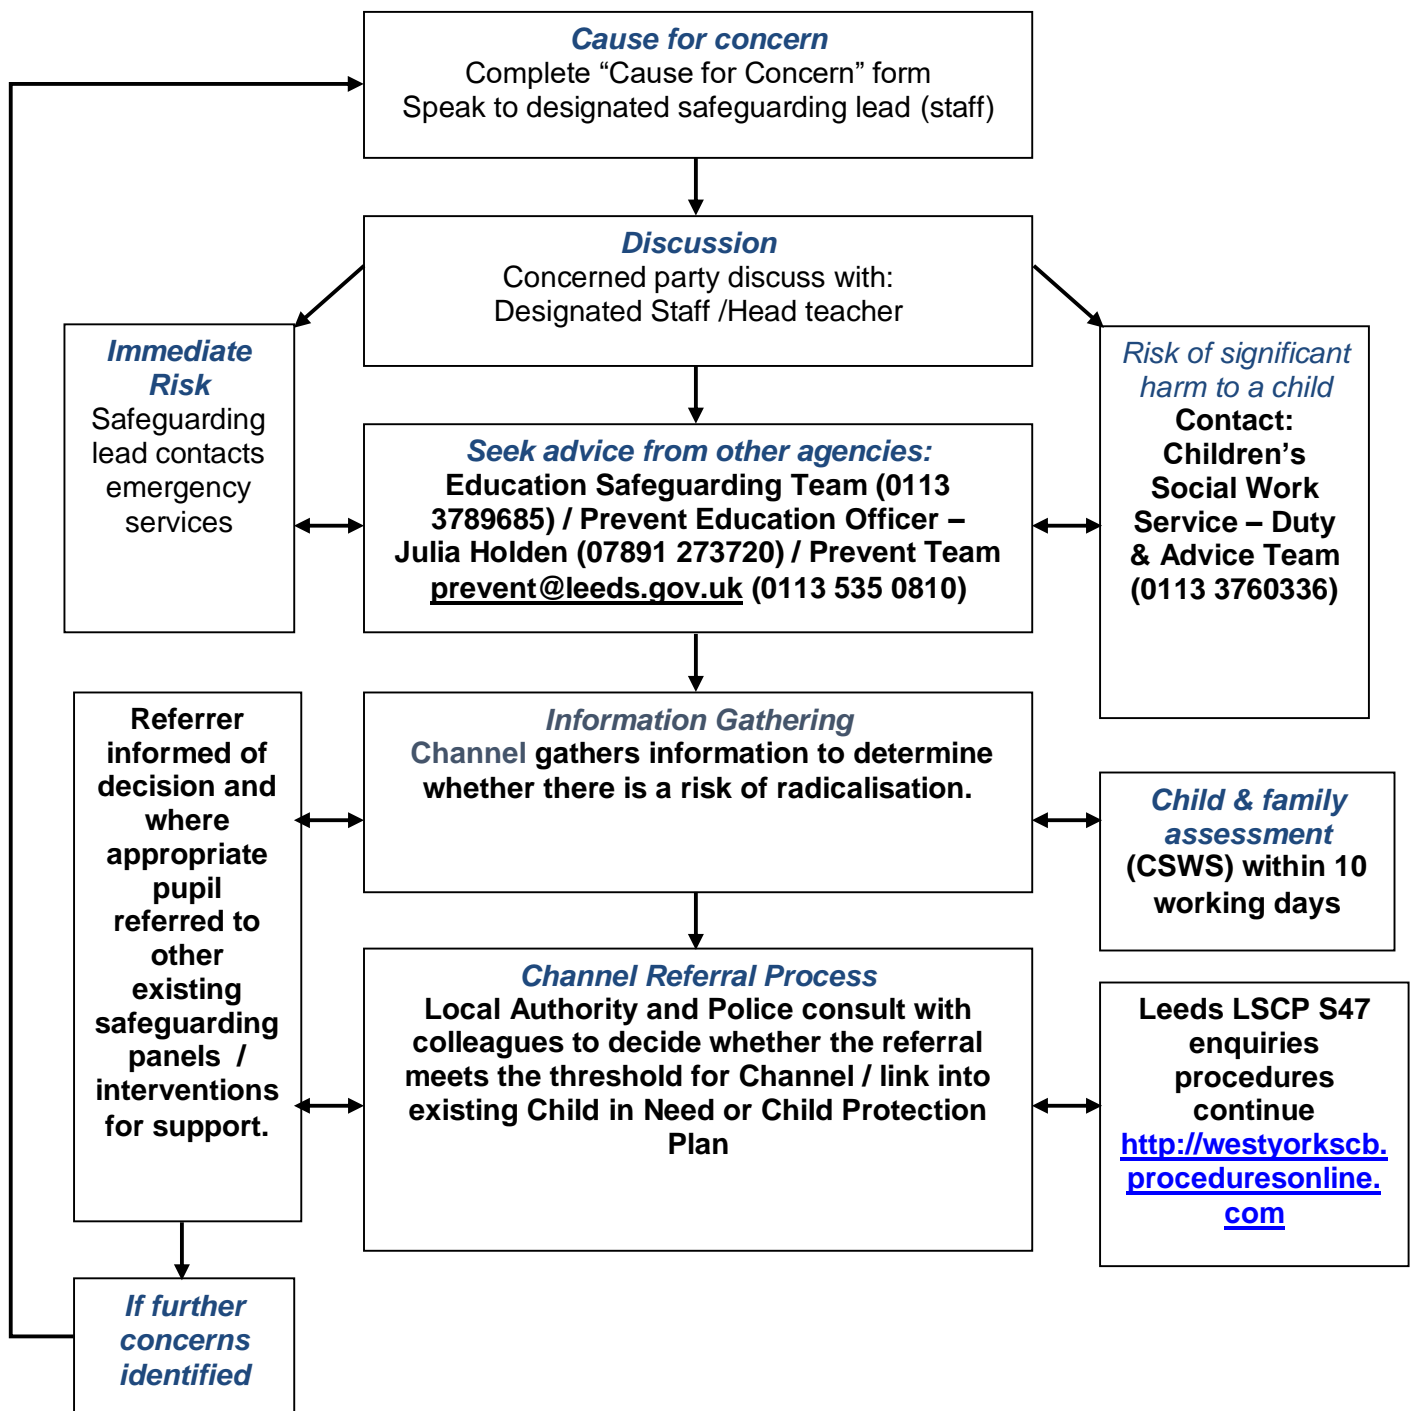 Cause for concern
Complete “Cause for Concern” form
Speak to designated safeguarding lead (staff)
Discussion
Concerned party discuss with:
Designated Staff /Head teacher
Immediate
Risk
Safeguarding
lead contacts
emergency
services
Seek advice from other agencies:
Education Safeguarding Team (0113
3789685) / Prevent Education Officer –
Julia Holden (07891 273720) / Prevent Team
prevent@leeds.gov.uk (0113 535 0810)
Risk of significant
harm to a child
Contact:
Children’s
Social Work
Service – Duty
& Advice Team
(0113 3760336)
Referrer
informed of
decision and
where
appropriate
pupil
referred to
other
existing
safeguarding
panels /
interventions
for support.
Information Gathering
Channel gathers information to determine
whether there is a risk of radicalisation.
Child & family
assessment
(CSWS) within 10
working days
Channel Referral Process
Local Authority and Police consult with
colleagues to decide whether the referral
meets the threshold for Channel / link into
existing Child in Need or Child Protection
Plan
Leeds LSCP S47
enquiries
procedures
continue
http://westyorkscb.
proceduresonline.
com
If further
concerns
identified